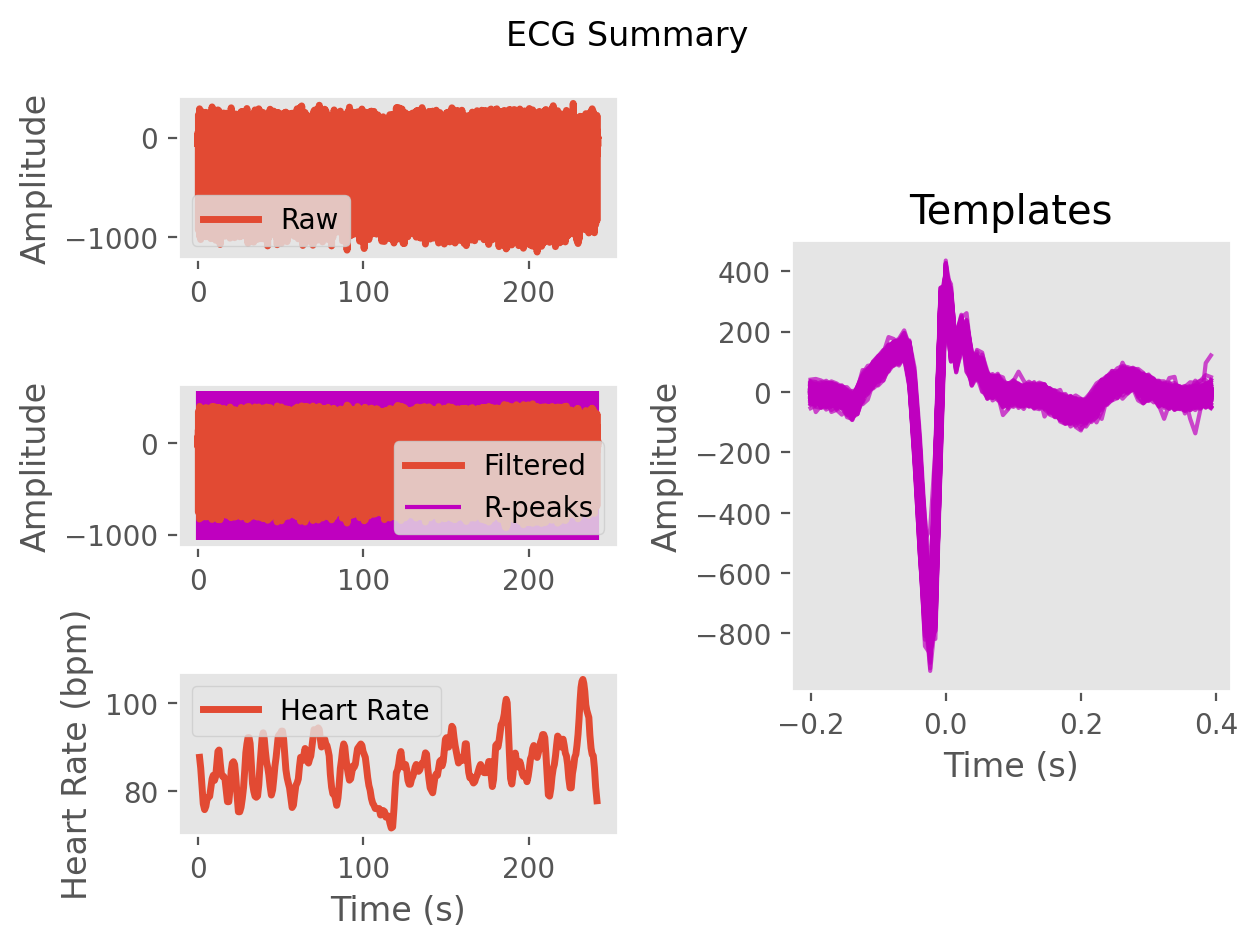 ECG Summary
Amplitude
0
−1000
Raw
0
100
200
Amplitude
0
−1000
Filtered
R-peaks
0
100
200
Heart Rate (bpm)
100
80
Heart Rate
0
100
200
Time (s)
Templates
Amplitude
400
200
0
−200
−400
−600
−800
−0.2
0.0
0.2
0.4
Time (s)